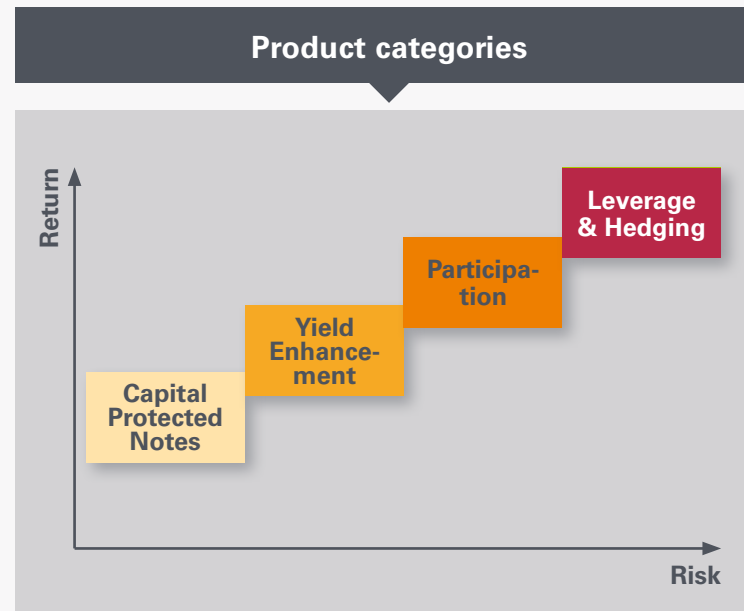 Product categories
Return
Leverage
& Hedging
Participa-
tion
Yield
Enhance-
ment
Capital
Protected
Notes
Risk